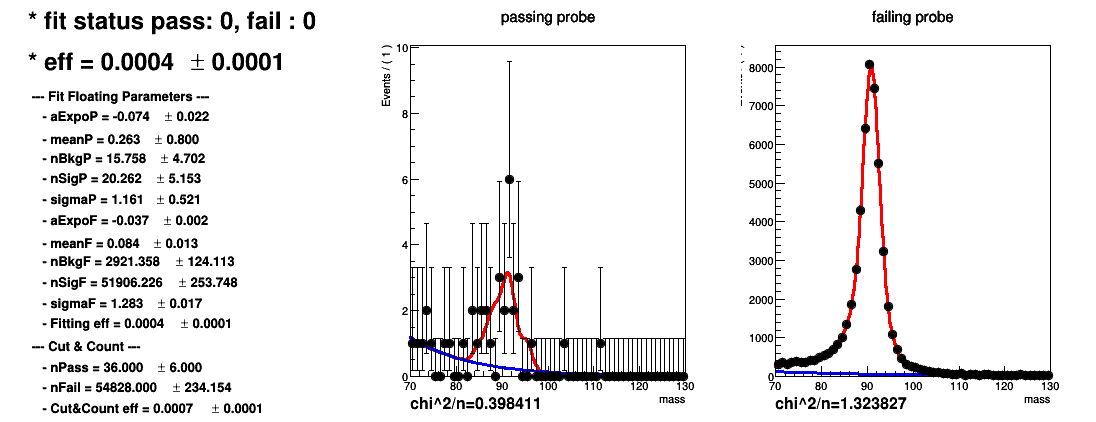 * fit status pass: 0, fail : 0
* eff = 0.0004 ± 0.0001
--- Fit Floating Parameters ---
- aExpoP = -0.074 ± 0.022
- meanP = 0.263 ± 0.800
- nBkgP = 15.758 ± 4.702
- nSigP = 20.262 ± 5.153
- sigmaP = 1.161 ± 0.521
- aExpoF = -0.037 ± 0.002
- meanF = 0.084 ± 0.013
- nBkgF = 2921.358 ± 124.113
- nSigF = 51906.226 ± 253.748
- sigmaF = 1.283 ± 0.017
- Fitting eff = 0.0004 ± 0.0001
--- Cut & Count ---
- nPass = 36.000 ± 6.000
- nFail = 54828.000 ± 234.154
- Cut&Count eff = 0.0007 ± 0.0001
passing probe
Events / ( 1 )
10
8
6
4
2
0
70 80 90 100 110 120 130
mass
chi^2/n=0.398411
failing probe
8000
7000
6000
5000
4000
3000
2000
1000
0
70 80 90 100 110 120 130
mass
chi^2/n=1.323827